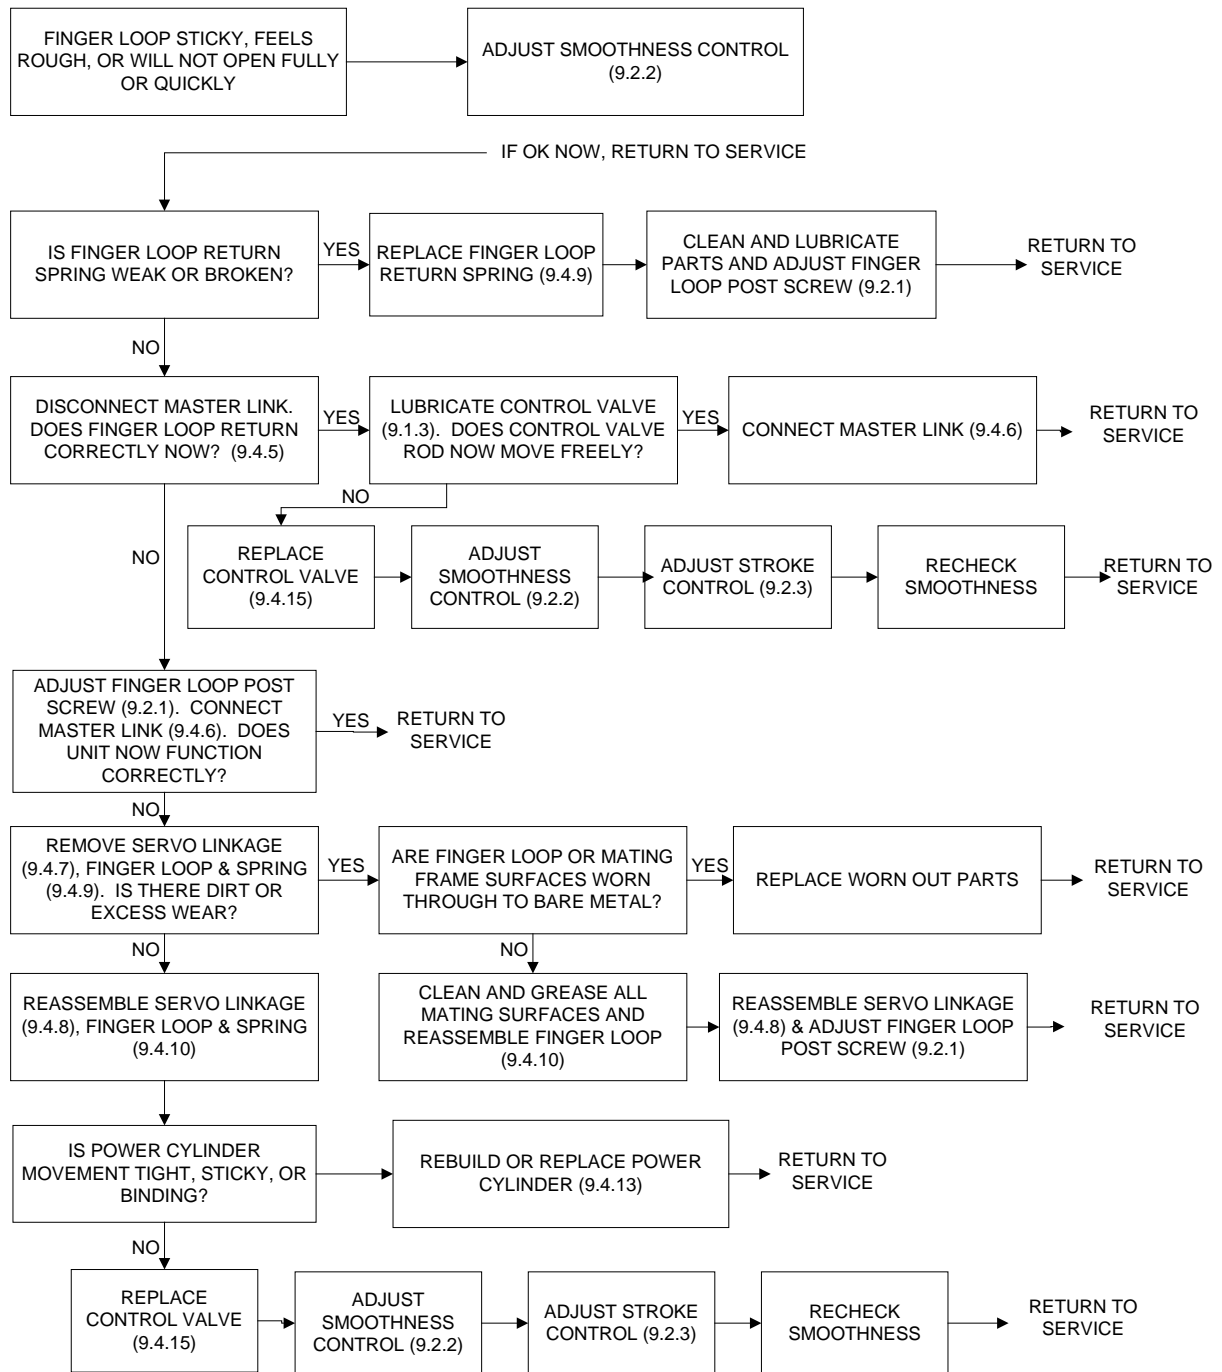 FINGER LOOP STICKY, FEELS
ROUGH, OR WILL NOT OPEN FULLY
OR QUICKLY
ADJUST SMOOTHNESS CONTROL
(9.2.2)
IF OK NOW, RETURN TO SERVICE
IS FINGER LOOP RETURN
SPRING WEAK OR BROKEN?
YES
REPLACE FINGER LOOP
RETURN SPRING (9.4.9)
CLEAN AND LUBRICATE
PARTS AND ADJUST FINGER
LOOP POST SCREW (9.2.1)
RETURN TO
SERVICE
NO
DISCONNECT MASTER LINK.
DOES FINGER LOOP RETURN
CORRECTLY NOW? (9.4.5)
YES
LUBRICATE CONTROL VALVE
(9.1.3). DOES CONTROL VALVE
ROD NOW MOVE FREELY?
YES
CONNECT MASTER LINK (9.4.6)
RETURN TO
SERVICE
NO
NO
REPLACE
CONTROL VALVE
(9.4.15)
ADJUST
SMOOTHNESS
CONTROL (9.2.2)
ADJUST STROKE
CONTROL (9.2.3)
RECHECK
SMOOTHNESS
RETURN TO
SERVICE
ADJUST FINGER LOOP POST
SCREW (9.2.1). CONNECT
MASTER LINK (9.4.6). DOES
UNIT NOW FUNCTION
CORRECTLY?
YES
RETURN TO
SERVICE
NO
REMOVE SERVO LINKAGE
(9.4.7), FINGER LOOP & SPRING
(9.4.9). IS THERE DIRT OR
EXCESS WEAR?
YES
ARE FINGER LOOP OR MATING
FRAME SURFACES WORN
THROUGH TO BARE METAL?
YES
REPLACE WORN OUT PARTS
RETURN TO
SERVICE
NO
NO
REASSEMBLE SERVO LINKAGE
(9.4.8), FINGER LOOP & SPRING
(9.4.10)
CLEAN AND GREASE ALL
MATING SURFACES AND
REASSEMBLE FINGER LOOP
(9.4.10)
REASSEMBLE SERVO LINKAGE
(9.4.8) & ADJUST FINGER LOOP
POST SCREW (9.2.1)
RETURN TO
SERVICE
IS POWER CYLINDER
MOVEMENT TIGHT, STICKY, OR
BINDING?
REBUILD OR REPLACE POWER
CYLINDER (9.4.13)
RETURN TO
SERVICE
NO
REPLACE
CONTROL VALVE
(9.4.15)
ADJUST
SMOOTHNESS
CONTROL (9.2.2)
ADJUST STROKE
CONTROL (9.2.3)
RECHECK
SMOOTHNESS
RETURN TO
SERVICE